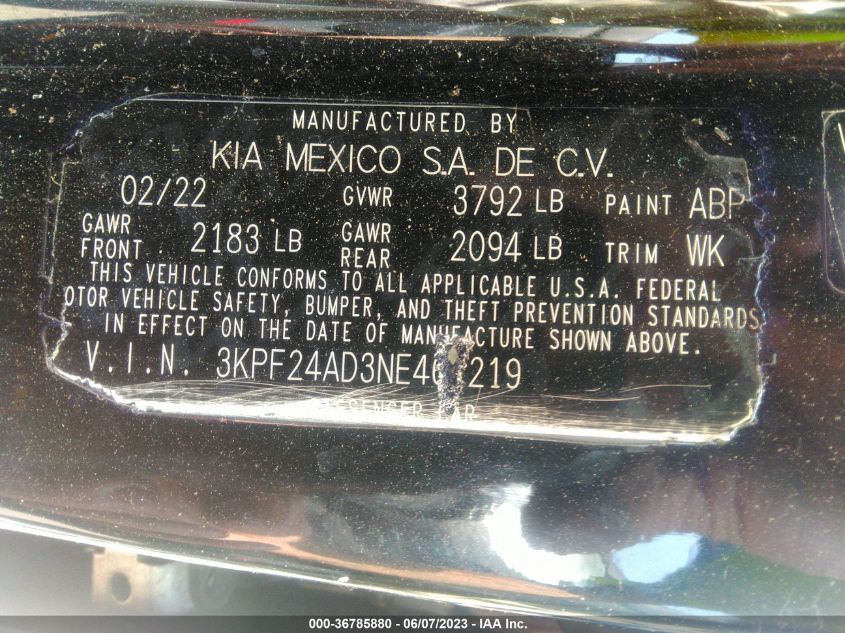 MANUFACTURED BY
KIA MEXICO S.A. DE C.V.
02/22 GVWR 3792 LB PAINT ABP
GAWR FRONT 2183 LB GAWR REAR 2094 LB TRIM WK
THIS VEHICLE CONFORMS TO ALL APPLICABLE U.S.A. FEDERAL
OTOR VEHICLE SAFETY, BUMPER, AND THEFT PREVENTION STANDARDS
IN EFFECT ON THE DATE OF MANUFACTURE SHOWN ABOVE.
V.I.N.
000-36785880 - 06/07/2023 - IAA Inc.